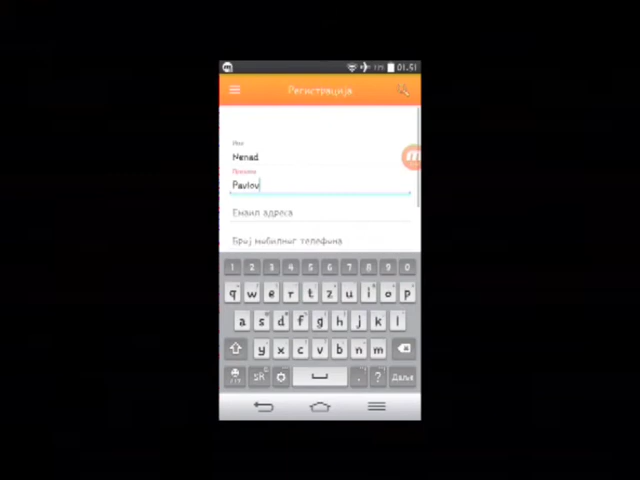 01.51
Регистрација
Име
Nenad
Презиме
Pavlov
Емаил адреса
Број мобилног телефона
1 2 3 4 5 6 7 8 9 0
q w e r t z u i o p
a s d f g h j k l
y x c v b n m
SR . ? Даље